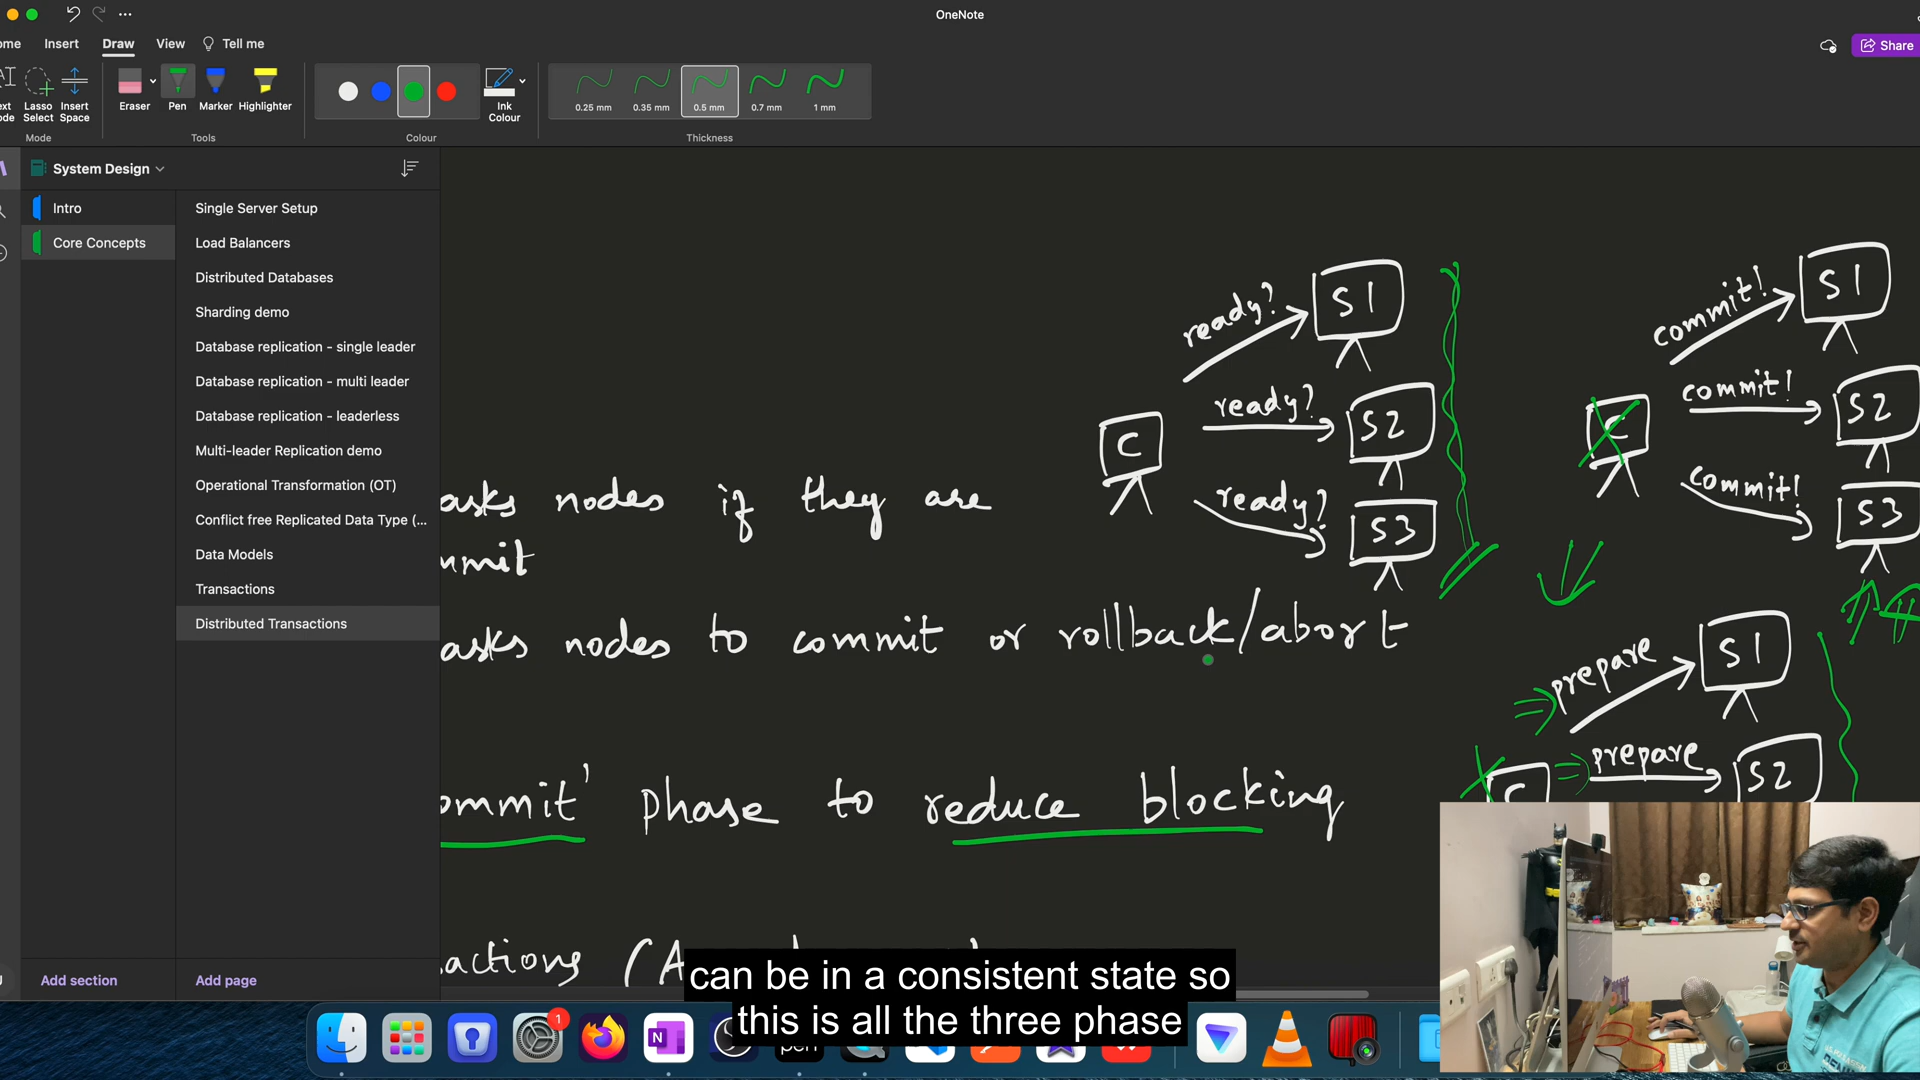 OneNote
Insert
Draw
View
Tell me
Share
Eraser
Pen
Marker
Highlighter
Lasso
Select
Insert
Space
Ink
Colour
0.25 mm
0.35 mm
0.5 mm
0.7 mm
1 mm
Mode
Tools
Colour
Thickness
System Design
Intro
Core Concepts
Single Server Setup
Load Balancers
Distributed Databases
Sharding demo
Database replication - single leader
Database replication - multi leader
Database replication - leaderless
Multi-leader Replication demo
Operational Transformation (OT)
Conflict free Replicated Data Type (...
Data Models
Transactions
Distributed Transactions
Add section
Add page
ready? S1
ready? S2
ready? S3
C
commit! S1
commit! S2
commit! S3
C
asks nodes if they are
mmit
asks nodes to commit or rollback/abort
prepare S1
prepare S2
C
ommit' phase to reduce blocking
actions (A
can be in a consistent state so
this is all the three phase
1